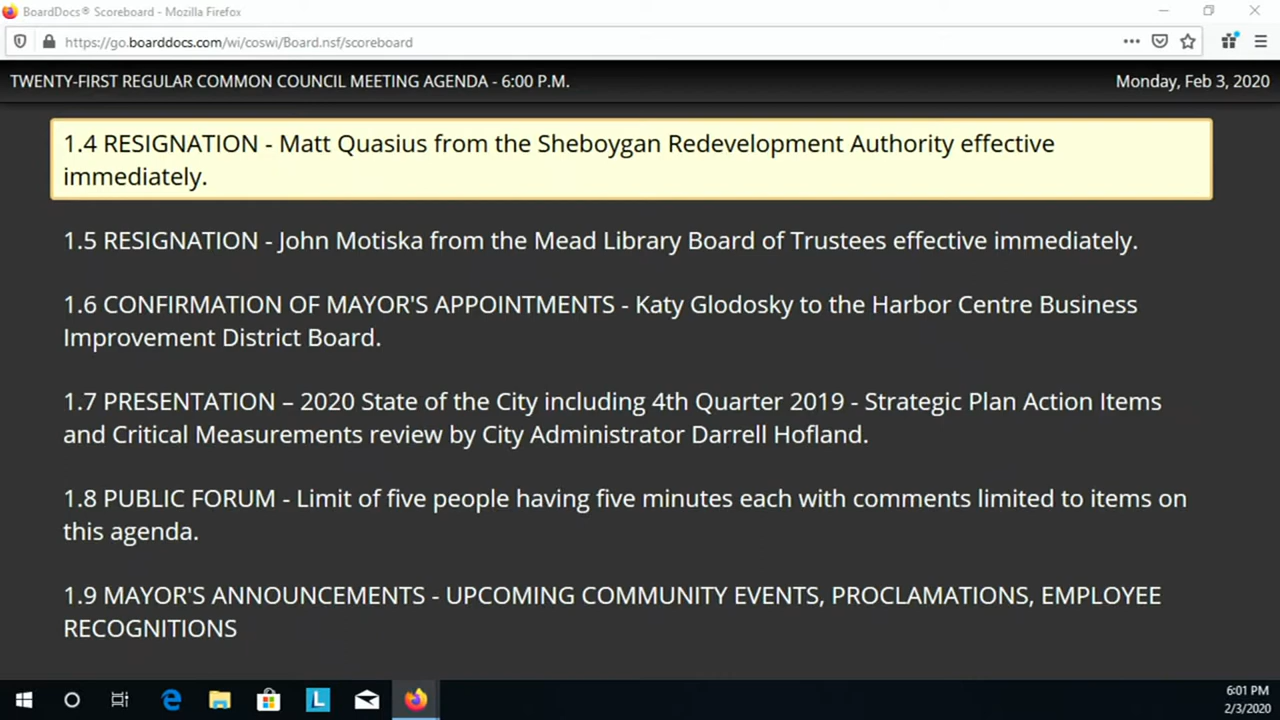 BoardDocs® Scoreboard - Mozilla Firefox
https://go.boarddocs.com/wi/coswi/Board.nsf/scoreboard
TWENTY-FIRST REGULAR COMMON COUNCIL MEETING AGENDA - 6:00 P.M. Monday, Feb 3, 2020
1.4 RESIGNATION - Matt Quasius from the Sheboygan Redevelopment Authority effective
immediately.
1.5 RESIGNATION - John Motiska from the Mead Library Board of Trustees effective immediately.
1.6 CONFIRMATION OF MAYOR'S APPOINTMENTS - Katy Glodosky to the Harbor Centre Business
Improvement District Board.
1.7 PRESENTATION – 2020 State of the City including 4th Quarter 2019 - Strategic Plan Action Items
and Critical Measurements review by City Administrator Darrell Hofland.
1.8 PUBLIC FORUM - Limit of five people having five minutes each with comments limited to items on
this agenda.
1.9 MAYOR'S ANNOUNCEMENTS - UPCOMING COMMUNITY EVENTS, PROCLAMATIONS, EMPLOYEE
RECOGNITIONS
L
6:01 PM
2/3/2020